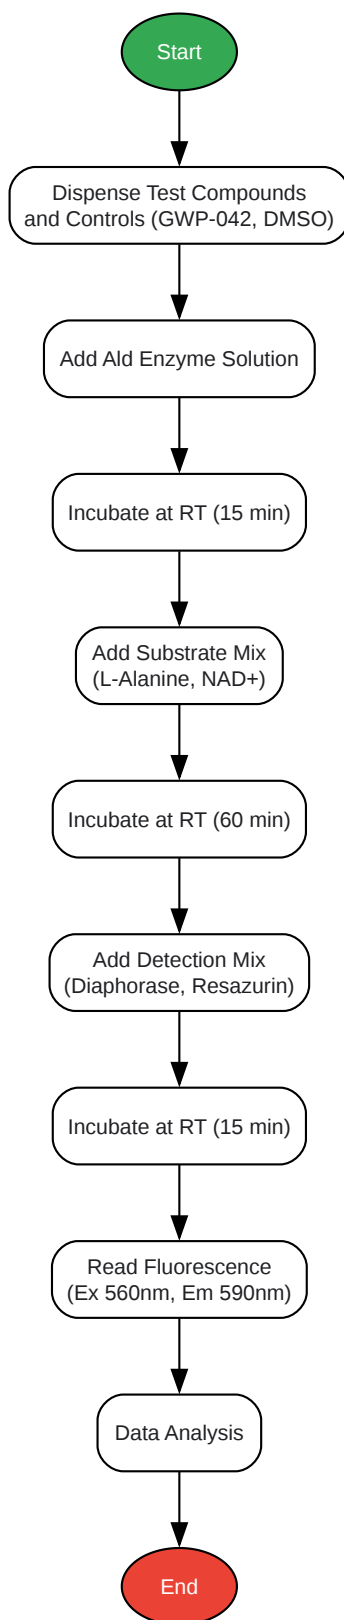 Start
Dispense Test Compounds
and Controls (GWP-042, DMSO)
Add Ald Enzyme Solution
Incubate at RT (15 min)
Add Substrate Mix
(L-Alanine, NAD+)
Incubate at RT (60 min)
Add Detection Mix
(Diaphorase, Resazurin)
Incubate at RT (15 min)
Read Fluorescence
(Ex 560nm, Em 590nm)
Data Analysis
End